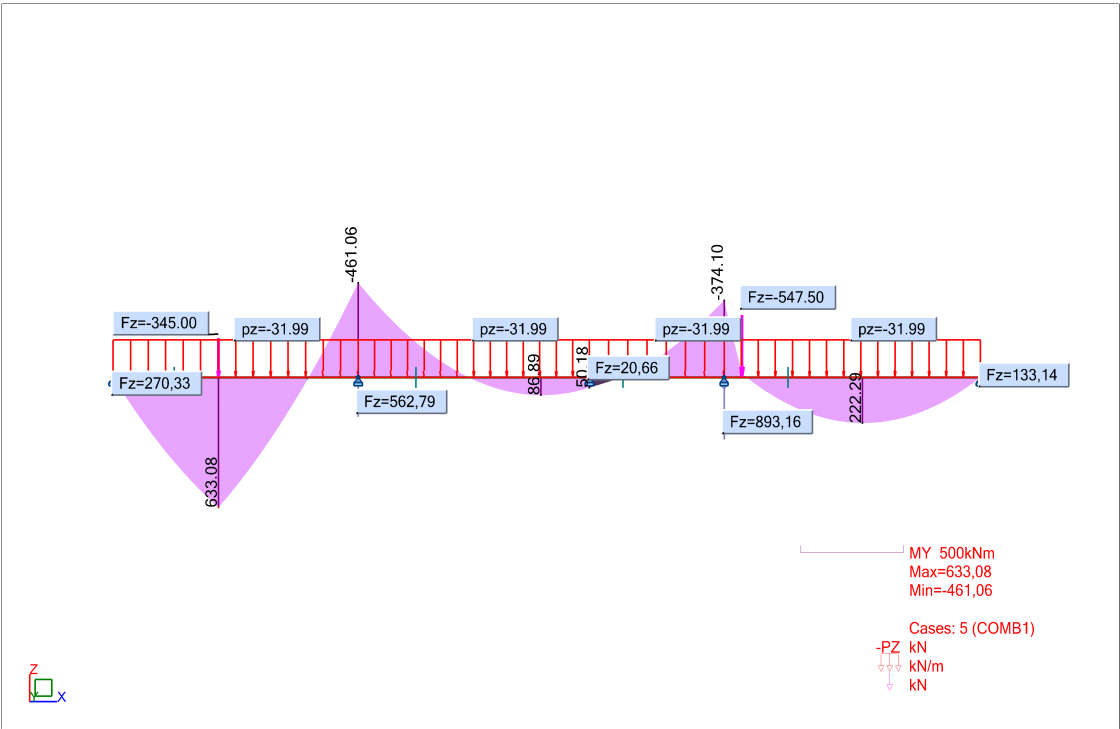 -461.06
-374.10
Fz=-547.50
Fz=-345.00
pz=-31.99
pz=-31.99
pz=-31.99
pz=-31.99
86.89
50.18
Fz=20,66
Fz=270,33
Fz=133,14
Fz=562,79
222.29
Fz=893,16
633.08
MY 500kNm
Max=633,08
Min=-461,06
Cases: 5 (COMB1)
-PZ kN
kN/m
kN
Z
Y
X